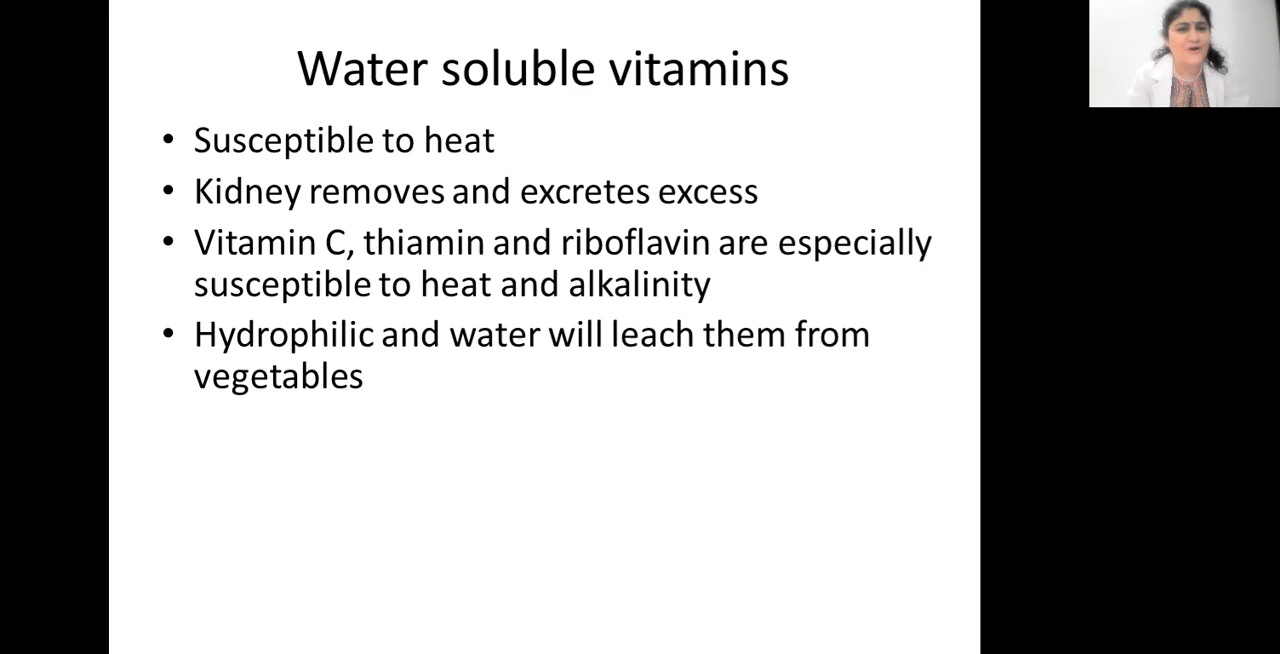 Water soluble vitamins
• Susceptible to heat
• Kidney removes and excretes excess
• Vitamin C, thiamin and riboflavin are especially
susceptible to heat and alkalinity
• Hydrophilic and water will leach them from
vegetables